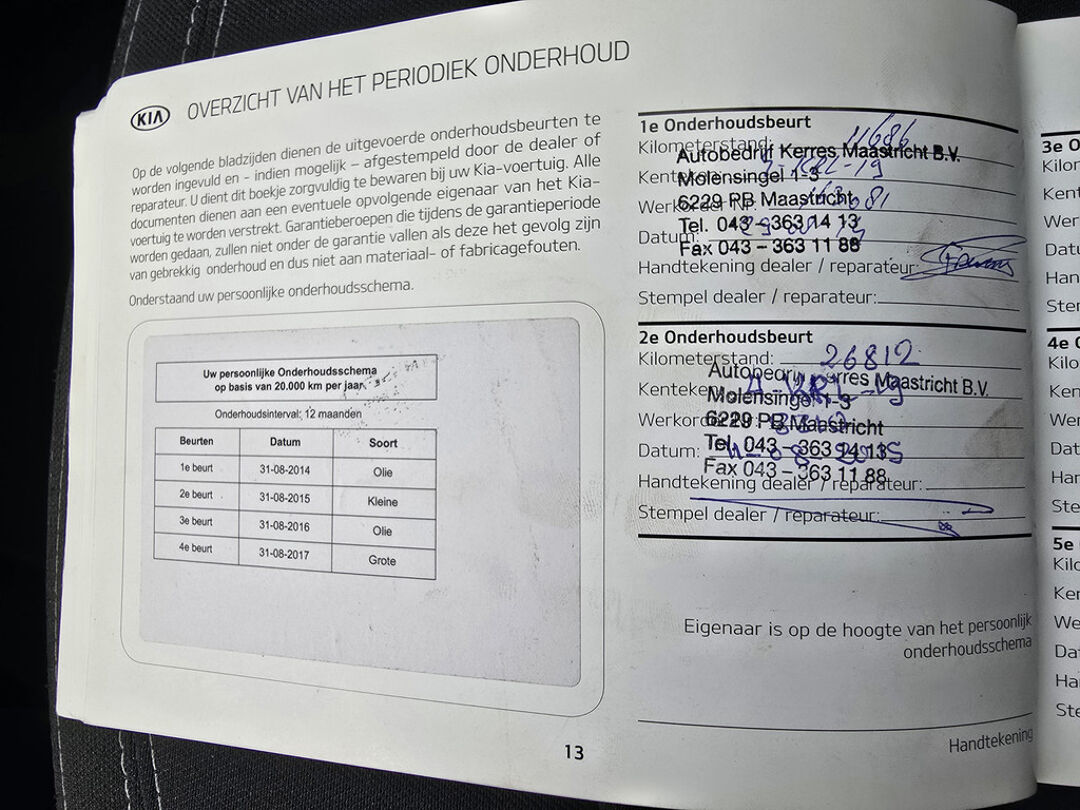 KIA OVERZICHT VAN HET PERIODIEK ONDERHOUD
Op de volgende bladzijden dienen de uitgevoerde onderhoudsbeurten te
worden ingevuld en - indien mogelijk – afgestempeld door de dealer of
reparateur. U dient dit boekje zorgvuldig te bewaren bij uw Kia-voertuig. Alle
documenten dienen aan een eventuele opvolgende eigenaar van het Kia-
voertuig te worden verstrekt. Garantieberoepen die tijdens de garantieperiode
worden gedaan, zullen niet onder de garantie vallen als deze het gevolg zijn
van gebrekkig onderhoud en dus niet aan materiaal- of fabricagefouten.
Onderstaand uw persoonlijke onderhoudsschema.
Uw persoonlijke Onderhoudsschema
op basis van 20.000 km per jaar
Onderhoudsinterval: 12 maanden
Beurten Datum Soort
1e beurt 31-08-2014 Olie
2e beurt 31-08-2015 Kleine
3e beurt 31-08-2016 Olie
4e beurt 31-08-2017 Grote
1e Onderhoudsbeurt
Kilometerstand: 11686
Autobedrijf Kerres Maastricht B.V.
Molensingel 1-3
6229 PB Maastricht
Tel. 043 – 363 14 13
Datum:
Fax 043 – 363 11 88
Handtekening dealer / reparateur:
Stempel dealer / reparateur:
2e Onderhoudsbeurt
Kilometerstand: 26812
Kerres Maastricht B.V.
Molensingel 1-3
6229 PB Maastricht
Datum:
Tel. 043 – 363 14 13
Fax 043 – 363 11 88
Handtekening dealer / reparateur:
Stempel dealer / reparateur:
Eigenaar is op de hoogte van het persoonlijk
onderhoudsschema
Handtekening
13
3e O
4e O
5e